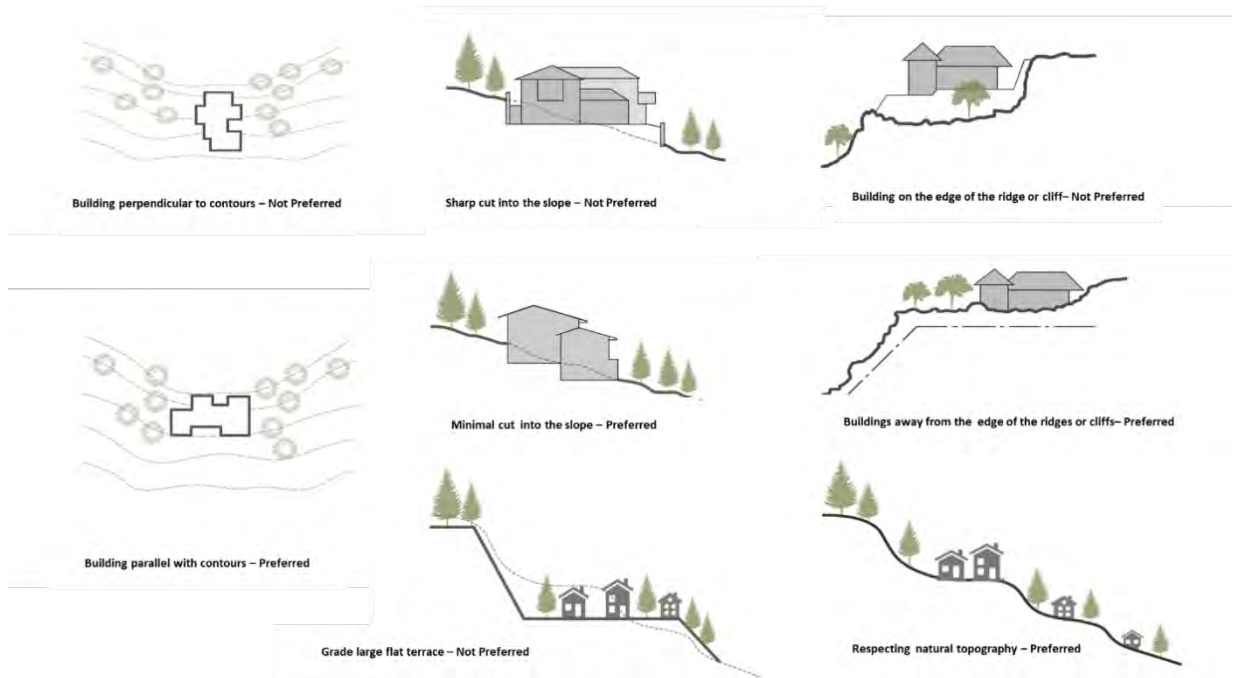 Building perpendicular to contours – Not Preferred
Sharp cut into the slope – Not Preferred
Building on the edge of the ridge or cliff– Not Preferred
Minimal cut into the slope – Preferred
Buildings away from the edge of the ridges or cliffs– Preferred
Building parallel with contours – Preferred
Grade large flat terrace – Not Preferred
Respecting natural topography – Preferred